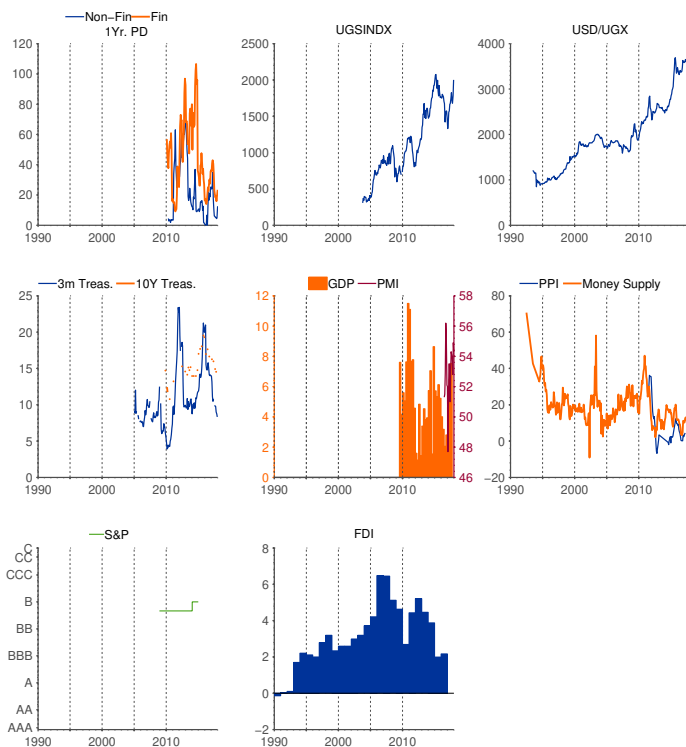 Non−Fin Fin
1Yr. PD
120
100
80
60
40
20
0
1990 2000 2010
UGSINDX
2500
2000
1500
1000
500
0
1990 2000 2010
USD/UGX
4000
3000
2000
1000
0
1990 2000 2010
3m Treas. 10Y Treas.
25
20
15
10
5
0
1990 2000 2010
GDP PMI
12 58
10 56
8 54
6 52
4 50
2 48
0 46
1990 2000 2010
PPI Money Supply
80
60
40
20
0
−20
1990 2000 2010
S&P
C
CC
CCC
B
BB
BBB
A
AA
AAA
1990 2000 2010
FDI
8
6
4
2
0
−2
1990 2000 2010